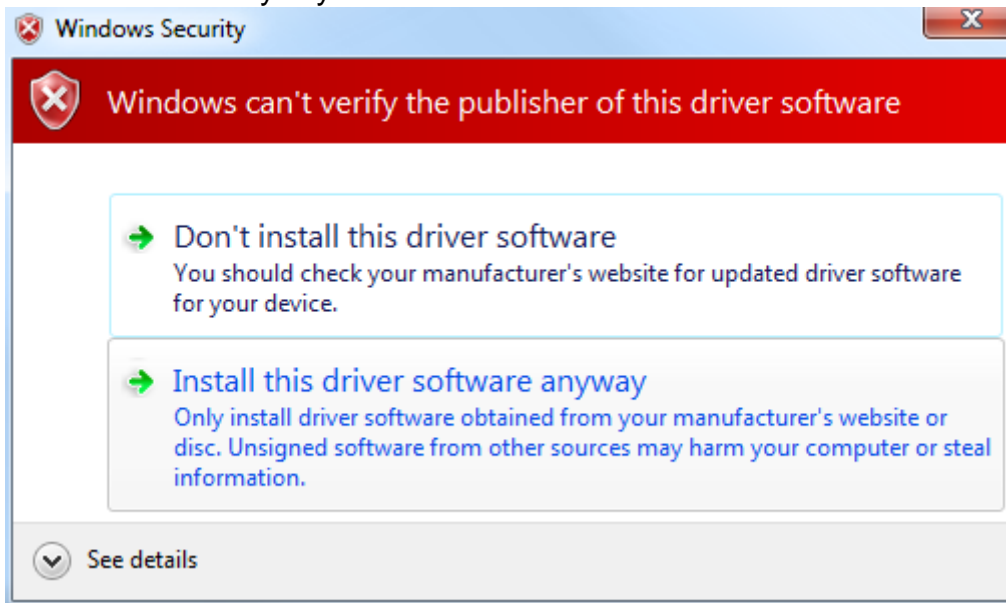 Windows Security
Windows can't verify the publisher of this driver software
Don't install this driver software
You should check your manufacturer's website for updated driver software
for your device.
Install this driver software anyway
Only install driver software obtained from your manufacturer's website or
disc. Unsigned software from other sources may harm your computer or steal
information.
See details